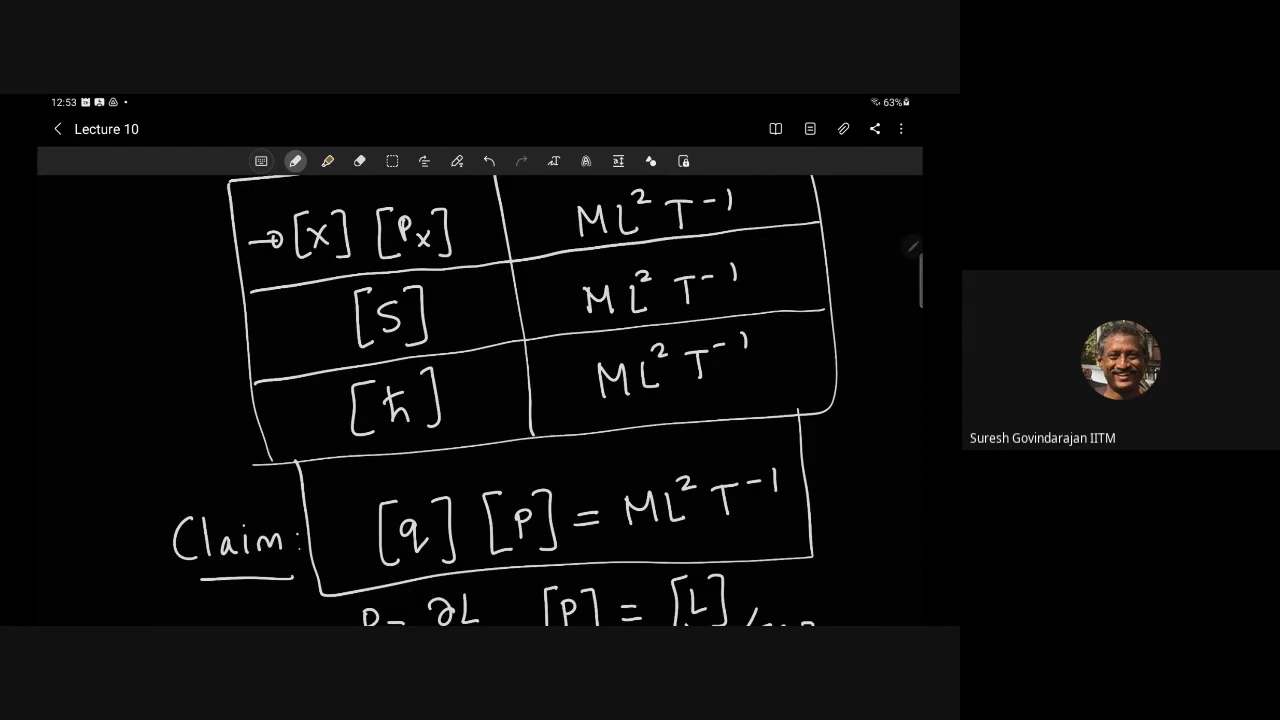 12:53
63%
Lecture 10
→ [x] [Px] ML² T⁻¹
[S] ML² T⁻¹
[ħ] ML² T⁻¹
Claim: [q] [P] = ML² T⁻¹
P = ∂L [P] = [L] /
Suresh Govindarajan IITM